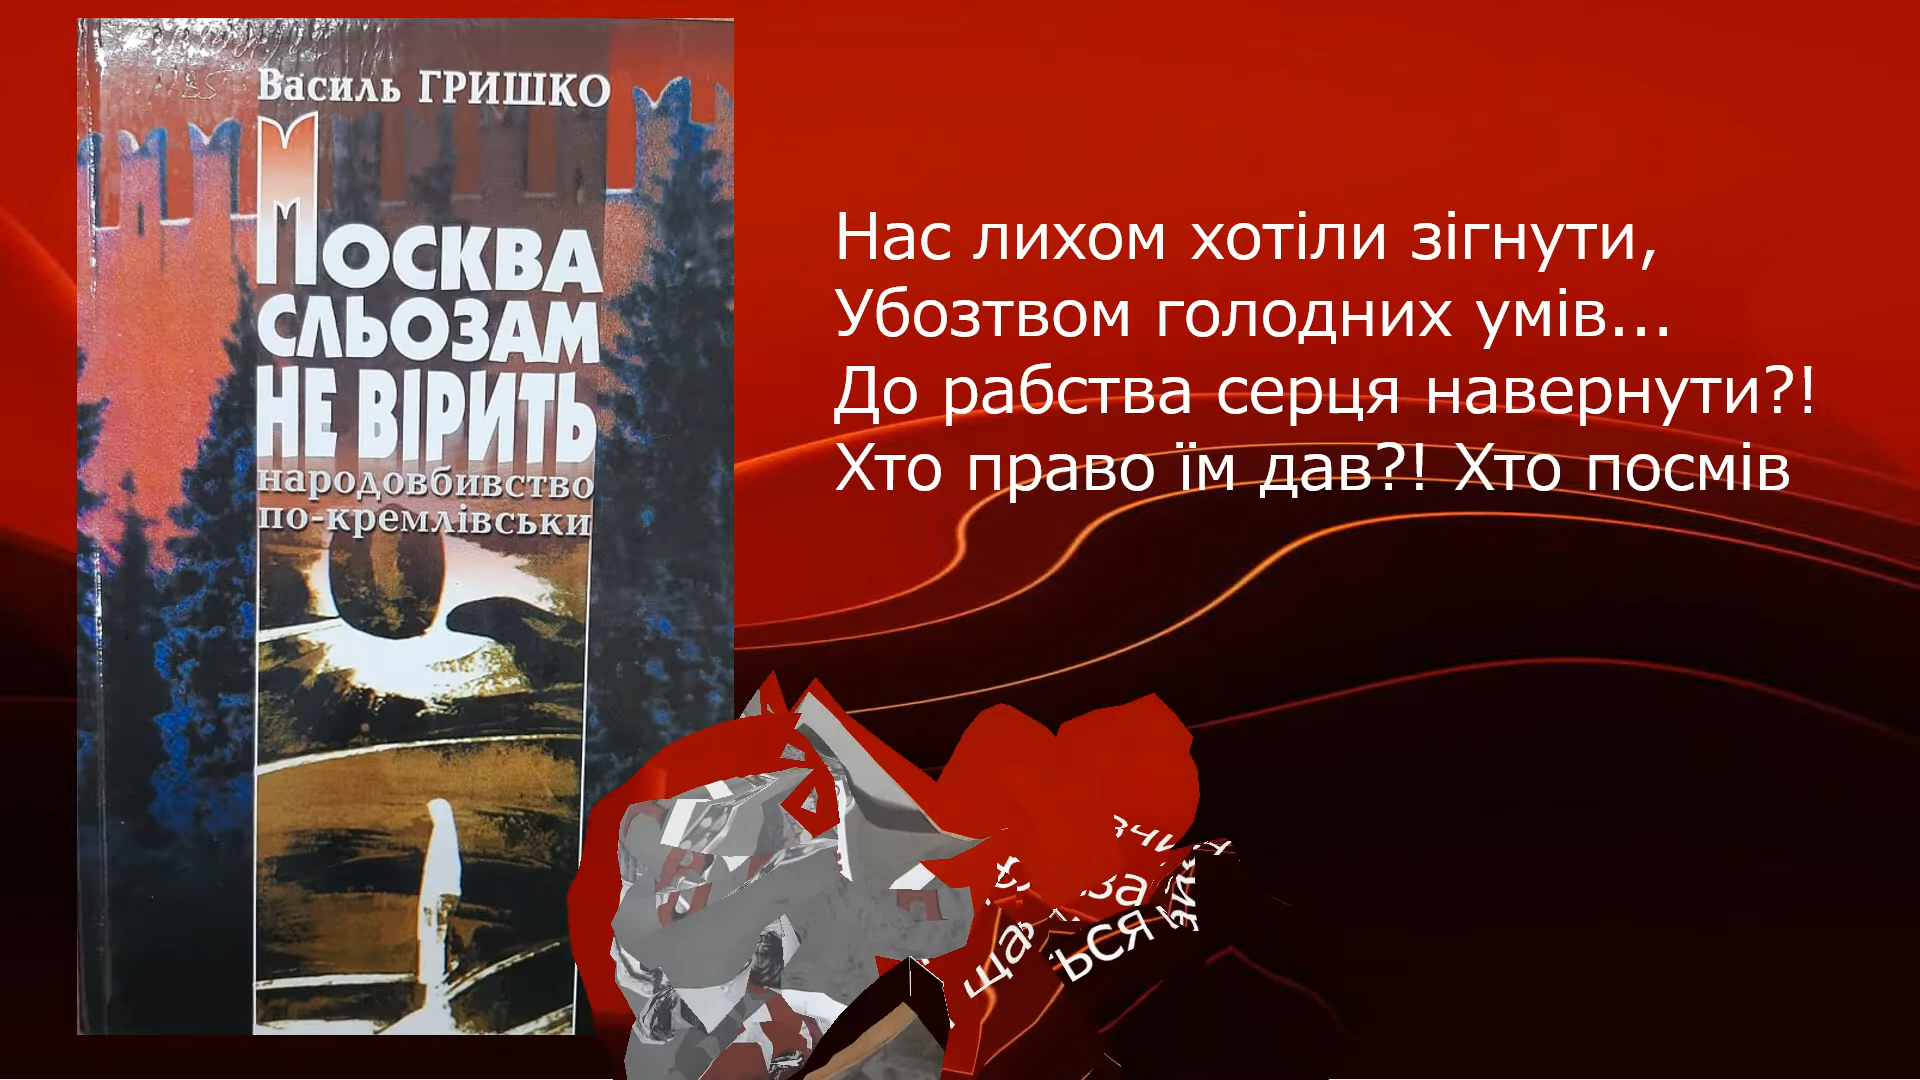 Василь ГРИШКО
МОСКВА
СЛЬОЗАМ
НЕ ВІРИТЬ
народовбивство
по-кремлівськи
Нас лихом хотіли зігнути,
Убозтвом голодних умів...
До рабства серця навернути?!
Хто право їм дав?! Хто посмів